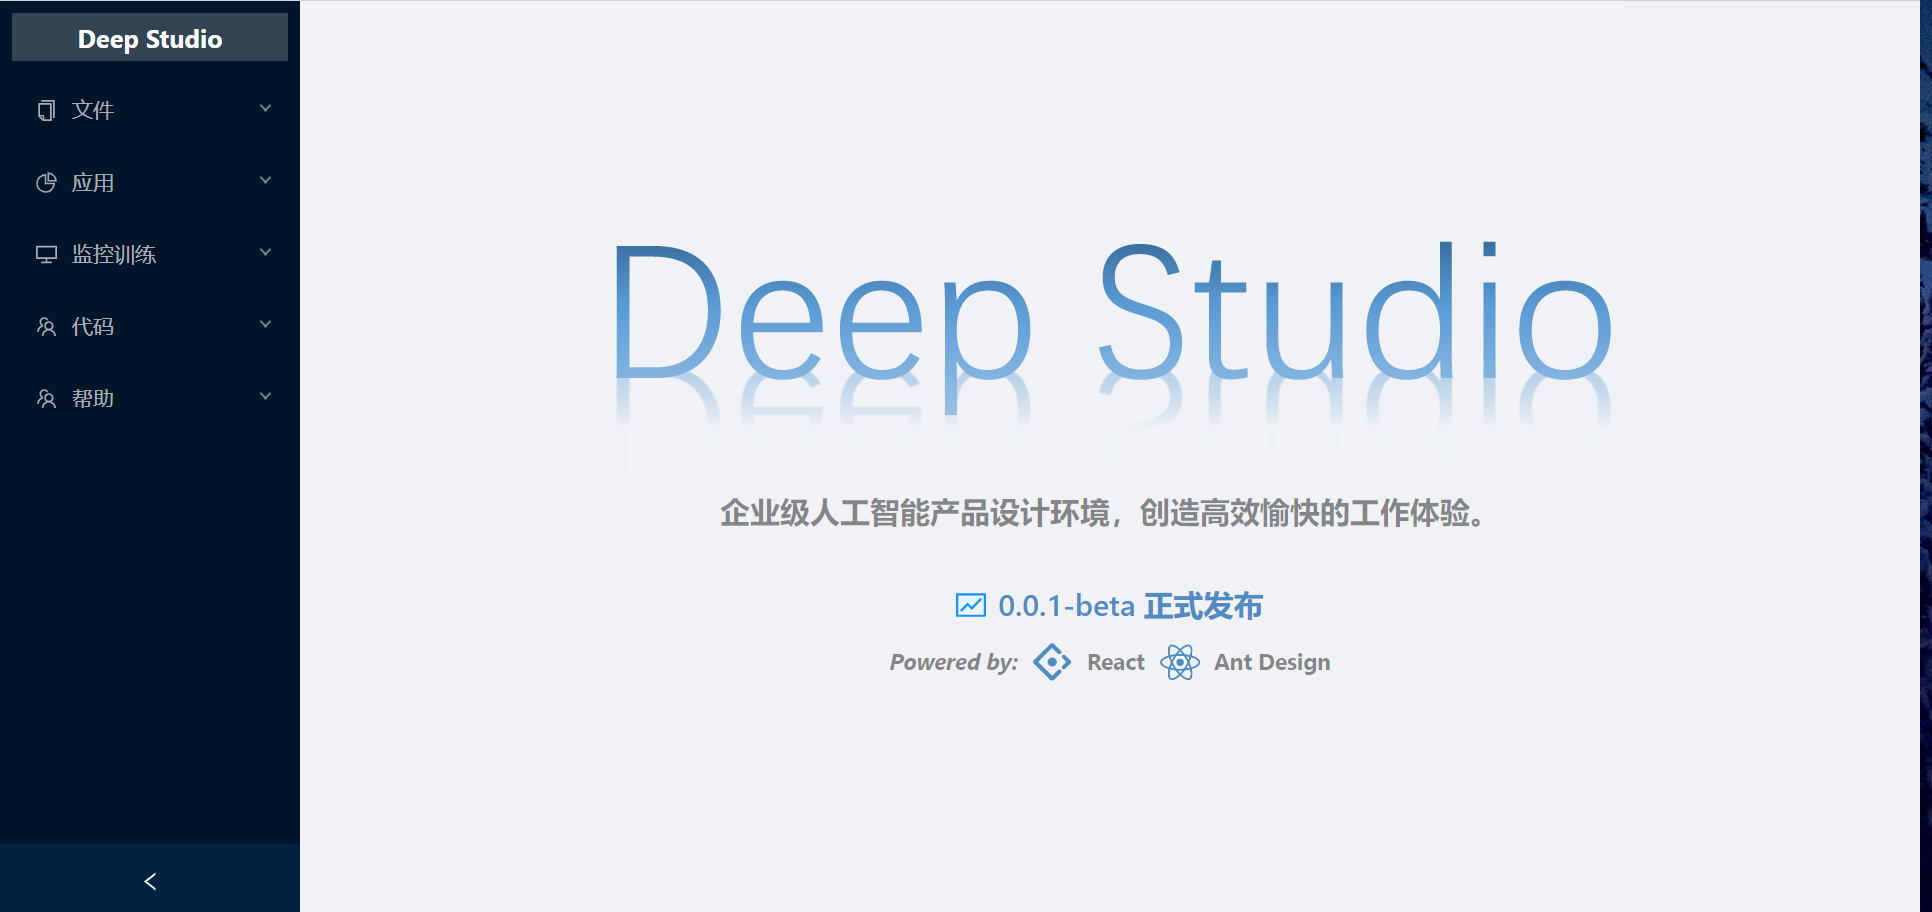 Deep Studio
文件
应用
监控训练
代码
帮助
Deep Studio
企业级人工智能产品设计环境，创造高效愉快的工作体验。
0.0.1-beta 正式发布
Powered by: React Ant Design